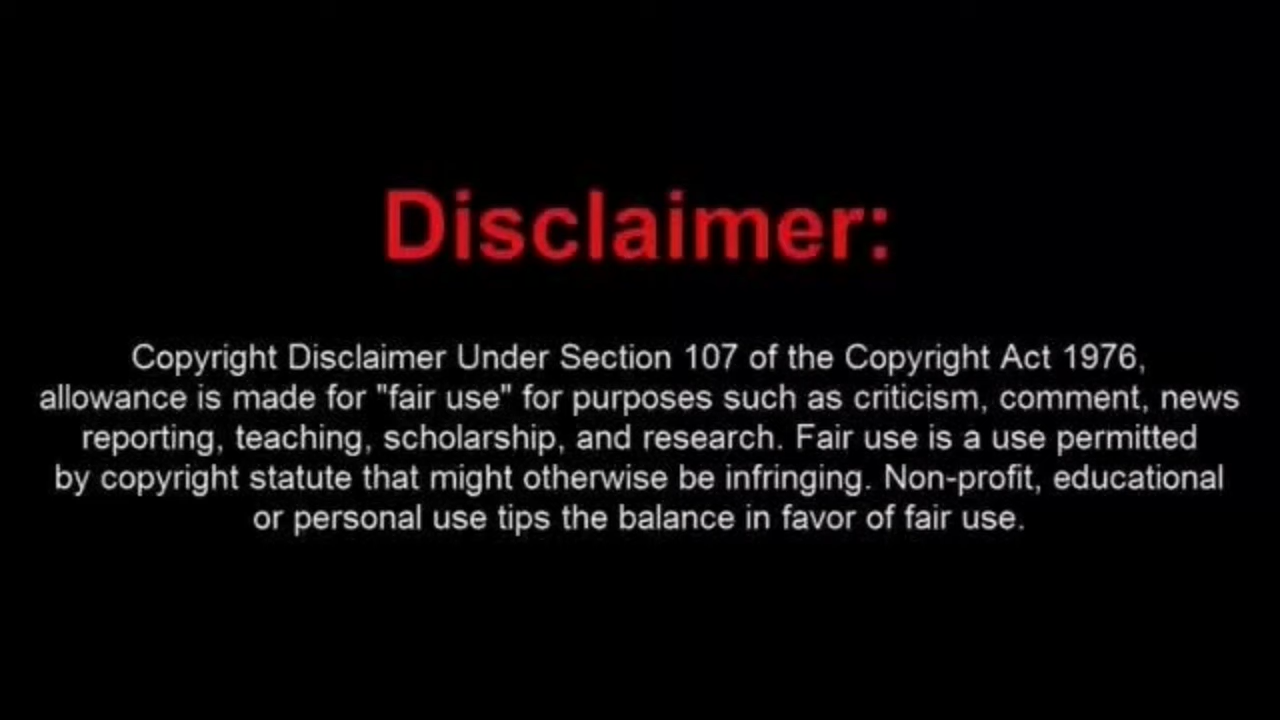 Disclaimer:
Copyright Disclaimer Under Section 107 of the Copyright Act 1976,
allowance is made for "fair use" for purposes such as criticism, comment, news
reporting, teaching, scholarship, and research. Fair use is a use permitted
by copyright statute that might otherwise be infringing. Non-profit, educational
or personal use tips the balance in favor of fair use.